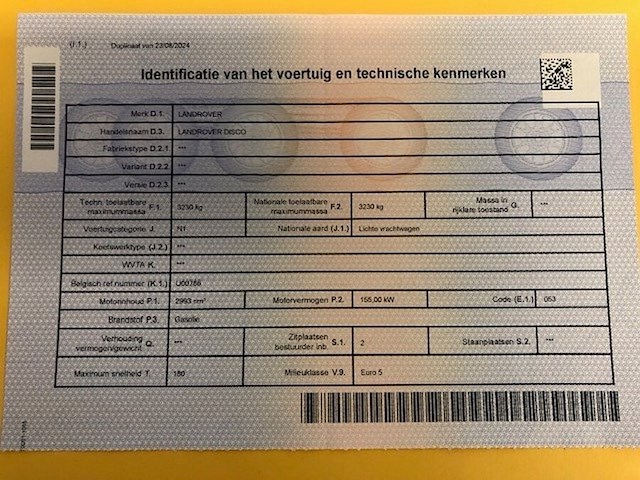 (I.1.) Duplicaat van 23/08/2024
Identificatie van het voertuig en technische kenmerken
Merk D.1. LANDROVER
Handelsnaam D.3. LANDROVER DISCO
Fabriekstype D.2.1 ***
Variant D.2.2 ***
Versie D.2.3. ***
Techn. toelaatbare maximummassa F.1. 3230 kg Nationale toelaatbare maximummassa F.2. 3230 kg Massa in rijklare toestand G. ***
Voertuigcategorie J. N1 Nationale aard (J.1.) Lichte vrachtwagen
Koetswerktype (J.2.) ***
WVTA K. ***
Belgisch ref.nummer (K.1.) U00786
Motorinhoud P.1. 2993 cm³ Motorvermogen P.2. 155,00 kW Code (E.1.) 053
Brandstof P.3. Gasolie
Verhouding vermogen/gewicht Q. *** Zitplaatsen bestuurder inb. S.1. 2 Staanplaatsen S.2. ***
Maximum snelheid T. 180 Milieuklasse V.9. Euro 5